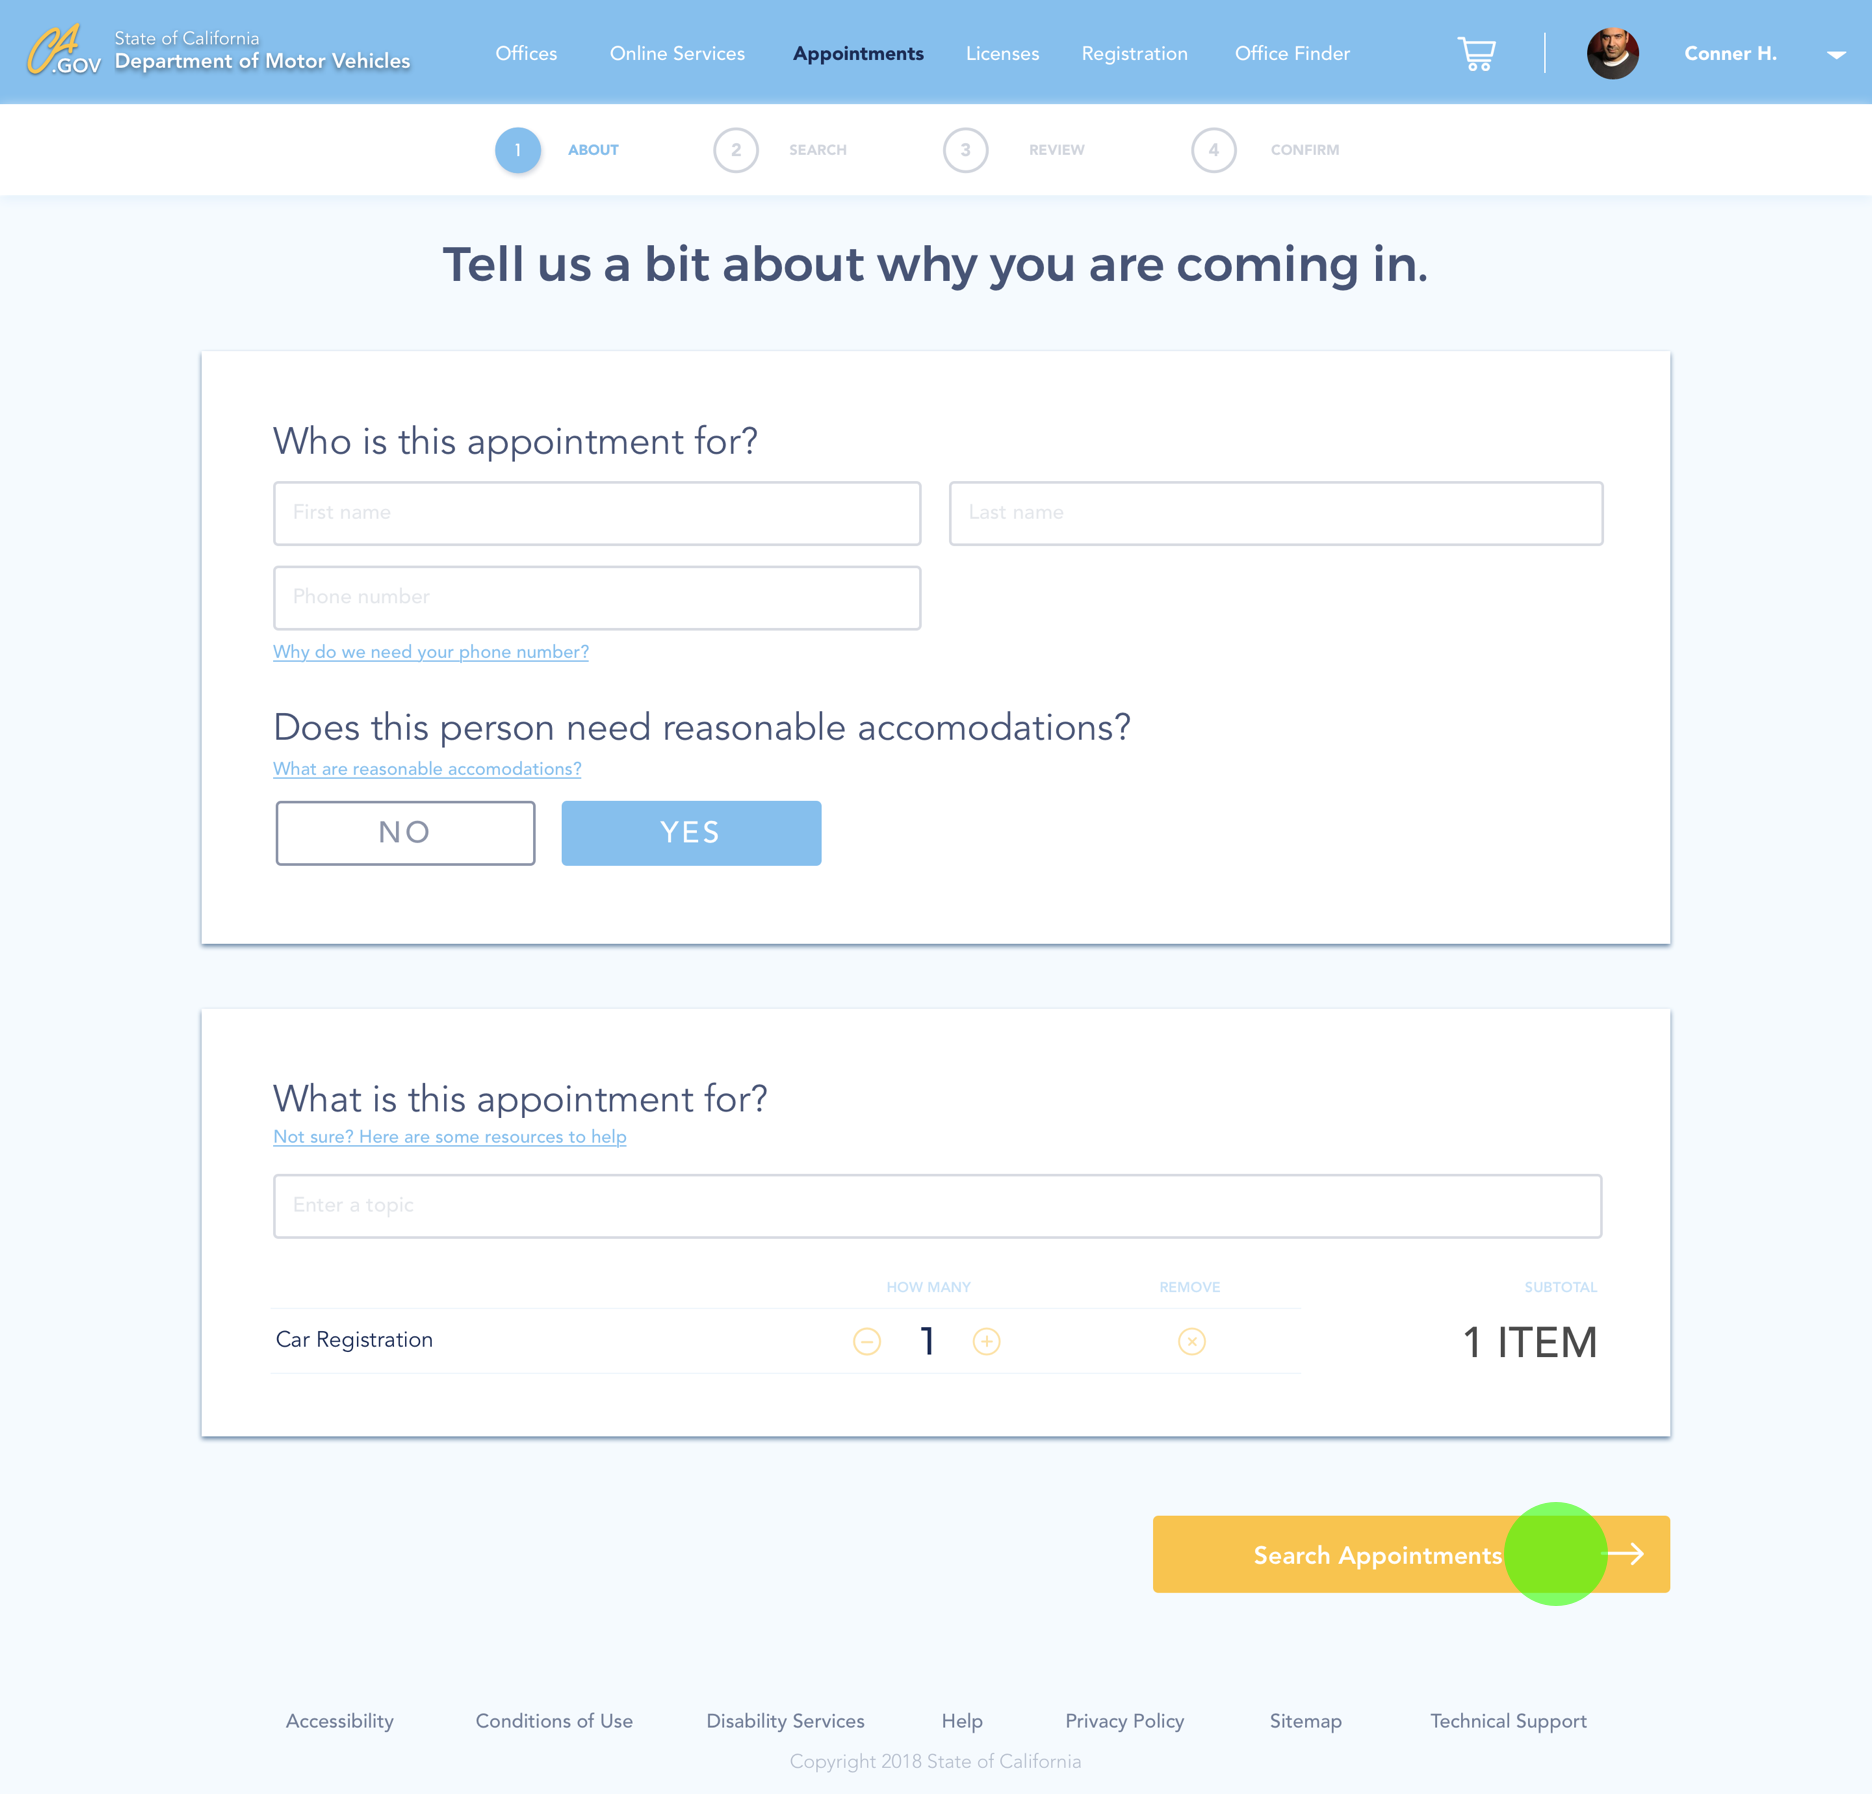 CA.GOV
State of California
Department of Motor Vehicles
Offices Online Services Appointments Licenses Registration Office Finder Conner H.
1 ABOUT 2 SEARCH 3 REVIEW 4 CONFIRM
Tell us a bit about why you are coming in.
Who is this appointment for?
First name Last name
Phone number
Why do we need your phone number?
Does this person need reasonable accomodations?
What are reasonable accomodations?
NO YES
What is this appointment for?
Not sure? Here are some resources to help
Enter a topic
HOW MANY REMOVE SUBTOTAL
Car Registration 1 1 ITEM
Search Appointments
Accessibility Conditions of Use Disability Services Help Privacy Policy Sitemap Technical Support
Copyright 2018 State of California